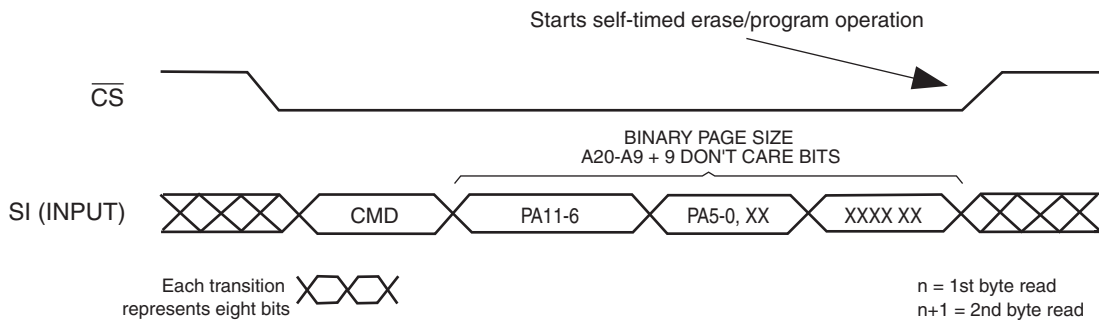 Starts self-timed erase/program operation
CS
BINARY PAGE SIZE
A20-A9 + 9 DON'T CARE BITS
SI (INPUT)
CMD
PA11-6
PA5-0, XX
XXXX XX
Each transition
represents eight bits
n = 1st byte read
n+1 = 2nd byte read